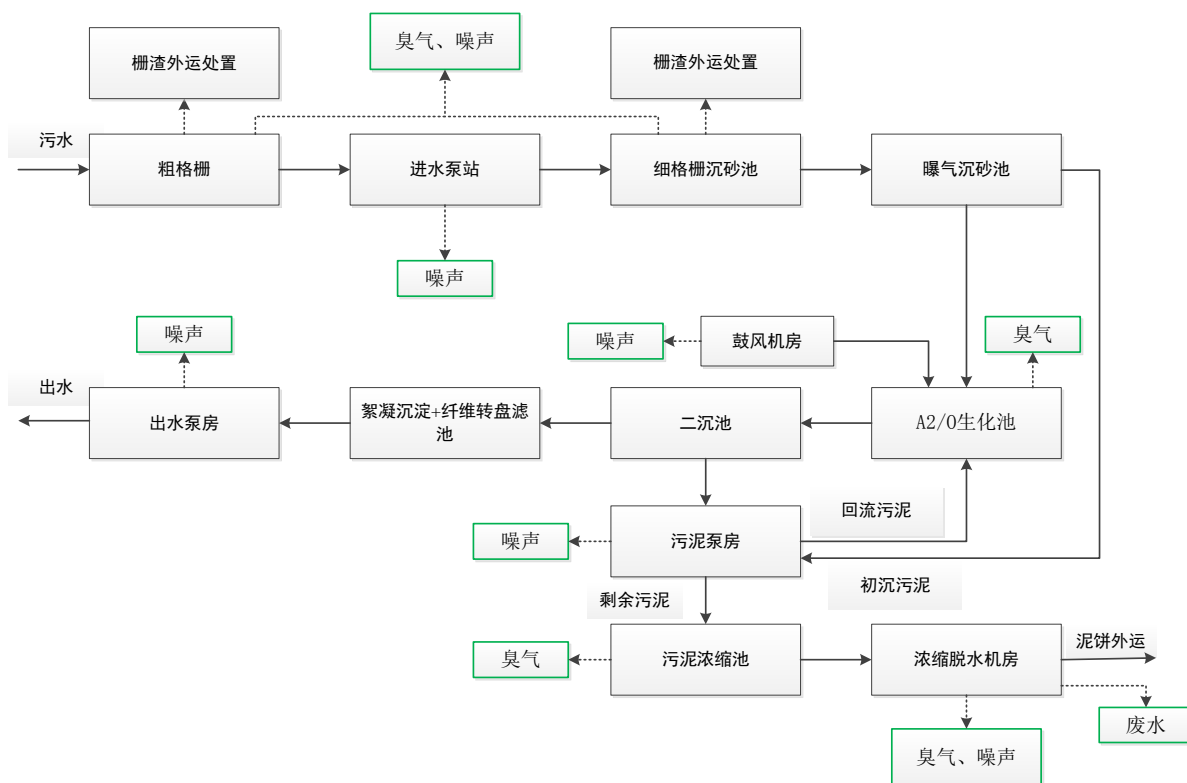 栅渣外运处置
臭气、噪声
栅渣外运处置
污水
粗格栅
进水泵站
细格栅沉砂池
曝气沉砂池
噪声
噪声
噪声
鼓风机房
臭气
出水
出水泵房
絮凝沉淀+纤维转盘滤
池
二沉池
A2/O生化池
回流污泥
噪声
污泥泵房
初沉污泥
剩余污泥
臭气
污泥浓缩池
浓缩脱水机房
泥饼外运
废水
臭气、噪声